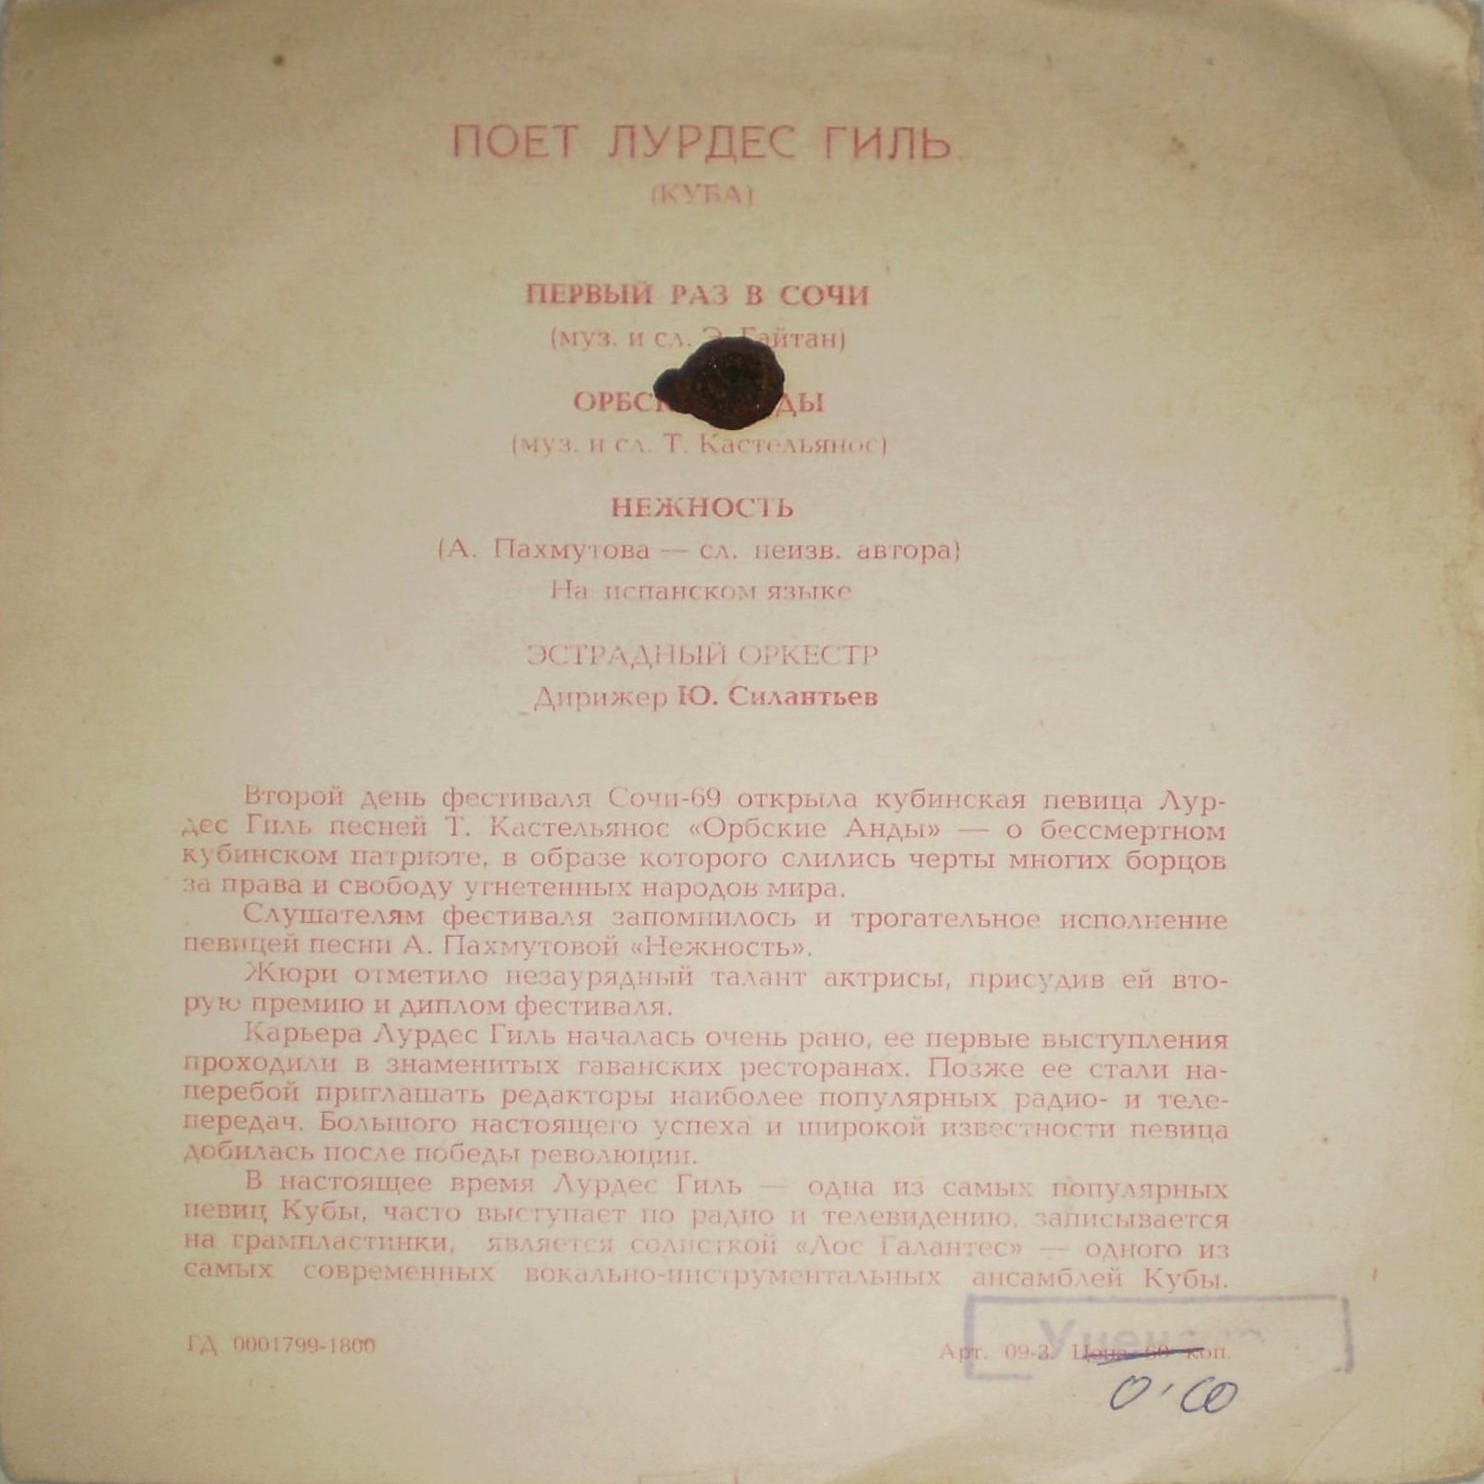 ПОЕТ ЛУРДЕС ГИЛЬ
(КУБА)
ПЕРВЫЙ РАЗ В СОЧИ
(муз. и сл. Э. Гайтан)
ДЫ
(муз. и сл. Т. Кастельянос)
НЕЖНОСТЬ
(А. Пахмутова — сл. неизв. автора)
На испанском языке
ЭСТРАДНЫЙ ОРКЕСТР
Дирижер Ю. Силантьев
Второй день фестиваля Сочи-69 открыла кубинская певица Лур-
дес Гиль песней Т. Кастельянос «Орбские Анды» — о бессмертном
кубинском патриоте, в образе которого слились черты многих борцов
за права и свободу угнетенных народов мира.
Слушателям фестиваля запомнилось и трогательное исполнение
певицей песни А. Пахмутовой «Нежность».
Жюри отметило незаурядный талант актрисы, присудив ей вто-
рую премию и диплом фестиваля.
Карьера Лурдес Гиль началась очень рано, ее первые выступления
проходили в знаменитых гаванских ресторанах. Позже ее стали на-
перебой приглашать редакторы наиболее популярных радио- и теле-
передач. Большого настоящего успеха и широкой известности певица
добилась после победы революции.
В настоящее время Лурдес Гиль — одна из самых популярных
певиц Кубы, часто выступает по радио и телевидению, записывается
на грампластинки, является солисткой «Лос Галантес» — одного из
самых современных вокально-инструментальных ансамблей Кубы.
ГД 0001799-1800
Арт. 09-3 Цена 60 коп.